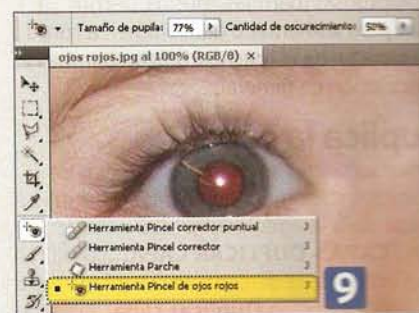 Tamaño de pupila: 77% Cantidad de oscurecimiento: 50%
ojos rojos.jpg al 100% (RGB/8) ×
Herramienta Pincel corrector puntual J
Herramienta Pincel corrector J
Herramienta Parche J
Herramienta Pincel de ojos rojos J
9